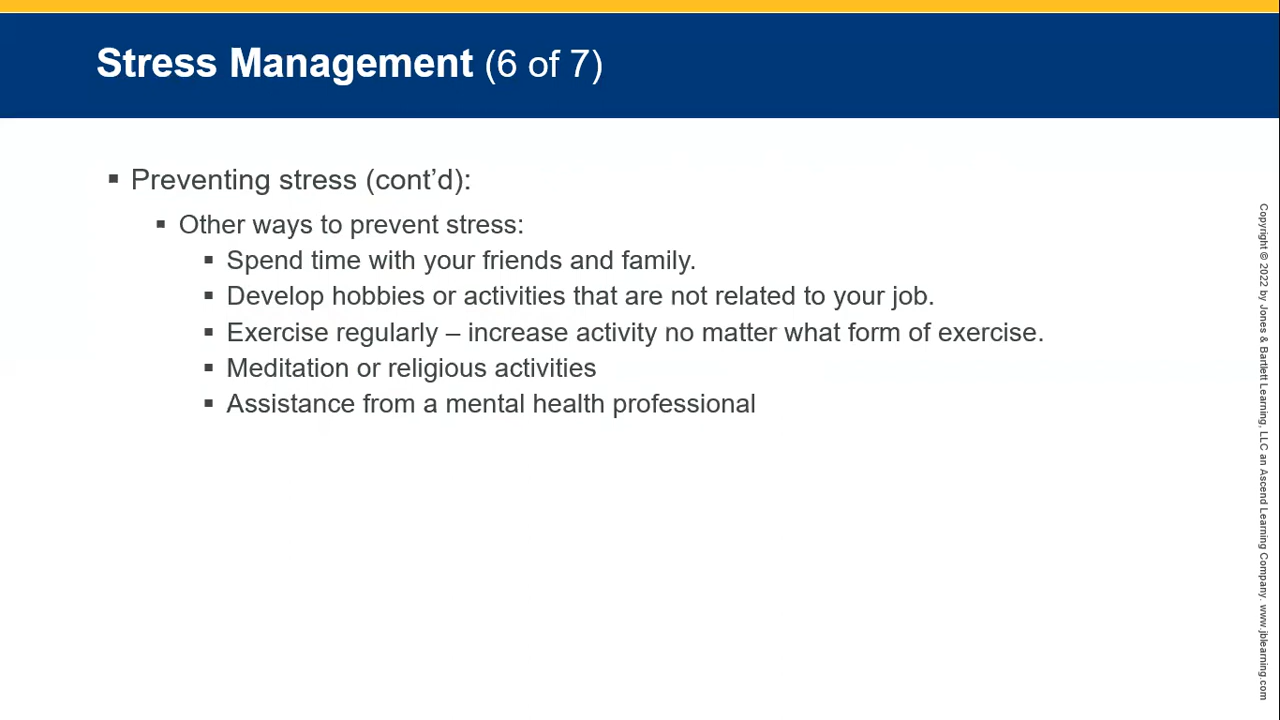 Stress Management (6 of 7)
▪ Preventing stress (cont’d):
▪ Other ways to prevent stress:
▪ Spend time with your friends and family.
▪ Develop hobbies or activities that are not related to your job.
▪ Exercise regularly – increase activity no matter what form of exercise.
▪ Meditation or religious activities
▪ Assistance from a mental health professional
Copyright © 2022 by Jones & Bartlett Learning, LLC an Ascend Learning Company. www.jblearning.com